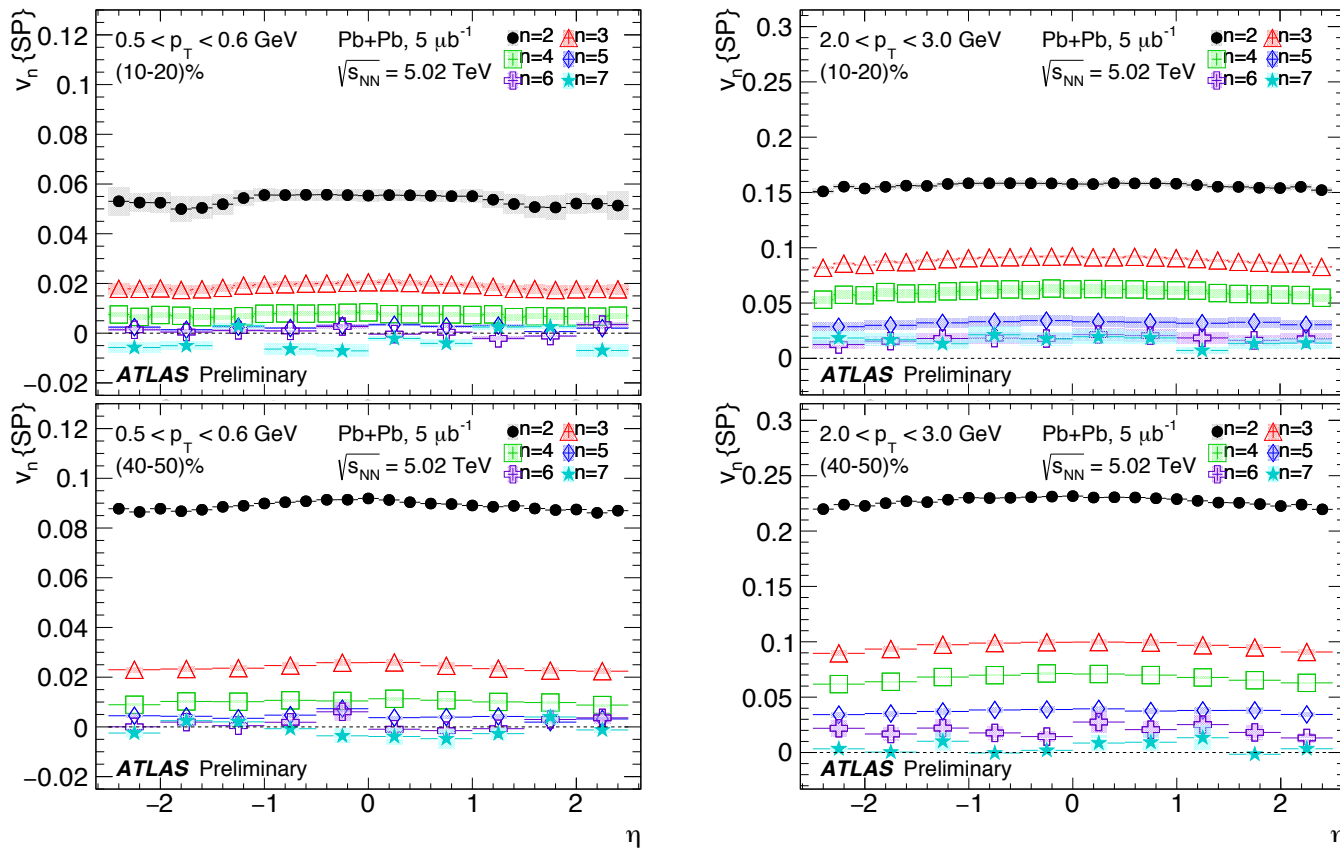 v_n {SP}
0.12
0.1
0.08
0.06
0.04
0.02
0
−0.02
0.5 < p_T < 0.6 GeV
(10-20)%
Pb+Pb, 5 μb⁻¹
√s_NN = 5.02 TeV
n=2 n=3
n=4 n=5
n=6 n=7
ATLAS Preliminary
v_n {SP}
0.3
0.25
0.2
0.15
0.1
0.05
0
2.0 < p_T < 3.0 GeV
(10-20)%
Pb+Pb, 5 μb⁻¹
√s_NN = 5.02 TeV
n=2 n=3
n=4 n=5
n=6 n=7
ATLAS Preliminary
v_n {SP}
0.12
0.1
0.08
0.06
0.04
0.02
0
−0.02
0.5 < p_T < 0.6 GeV
(40-50)%
Pb+Pb, 5 μb⁻¹
√s_NN = 5.02 TeV
n=2 n=3
n=4 n=5
n=6 n=7
ATLAS Preliminary
−2 −1 0 1 2
η
v_n {SP}
0.3
0.25
0.2
0.15
0.1
0.05
0
2.0 < p_T < 3.0 GeV
(40-50)%
Pb+Pb, 5 μb⁻¹
√s_NN = 5.02 TeV
n=2 n=3
n=4 n=5
n=6 n=7
ATLAS Preliminary
−2 −1 0 1 2
η